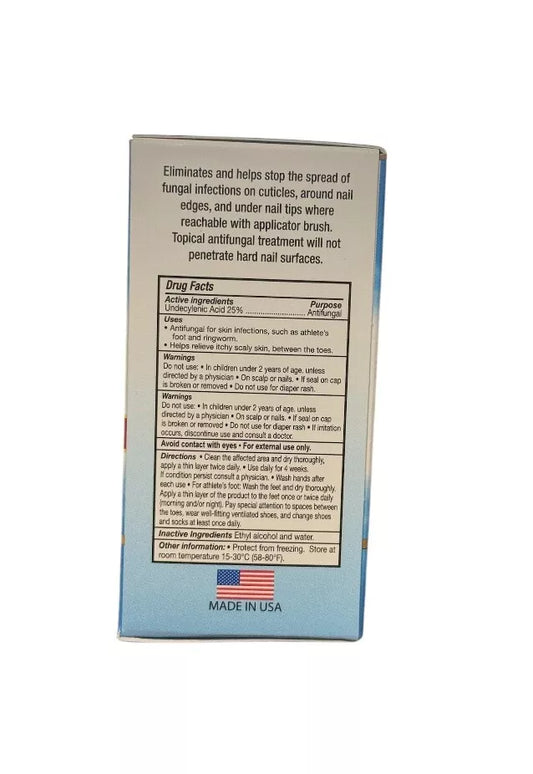 Eliminates and helps stop the spread of
fungal infections on cuticles, around nail
edges, and under nail tips where
reachable with applicator brush.
Topical antifungal treatment will not
penetrate hard nail surfaces.
Drug Facts
Active ingredients Purpose
Undecylenic Acid 25% ............................ Antifungal
Uses
• Antifungal for skin infections, such as athlete's
foot and ringworm.
• Helps relieve itchy scaly skin, between the toes.
Warnings
Do not use: • In children under 2 years of age, unless
directed by a physician • On scalp or nails. • If seal on cap
is broken or removed • Do not use for diaper rash.
Warnings
Do not use: • In children under 2 years of age, unless
directed by a physician • On scalp or nails. • If seal on cap
is broken or removed • Do not use for diaper rash • If irritation
occurs, discontinue use and consult a doctor.
Avoid contact with eyes • For external use only.
Directions • Clean the affected area and dry thoroughly,
apply a thin layer twice daily. • Use daily for 4 weeks.
If condition persist consult a physician. • Wash hands after
each use • For athlete's foot: Wash the feet and dry thoroughly.
Apply a thin layer of the product to the feet once or twice daily
(morning and/or night). Pay special attention to spaces between
the toes, wear well-fitting ventilated shoes, and change shoes
and socks at least once daily.
Inactive Ingredients Ethyl alcohol and water.
Other information: • Protect from freezing. Store at
room temperature 15-30°C (58-80°F).
MADE IN USA